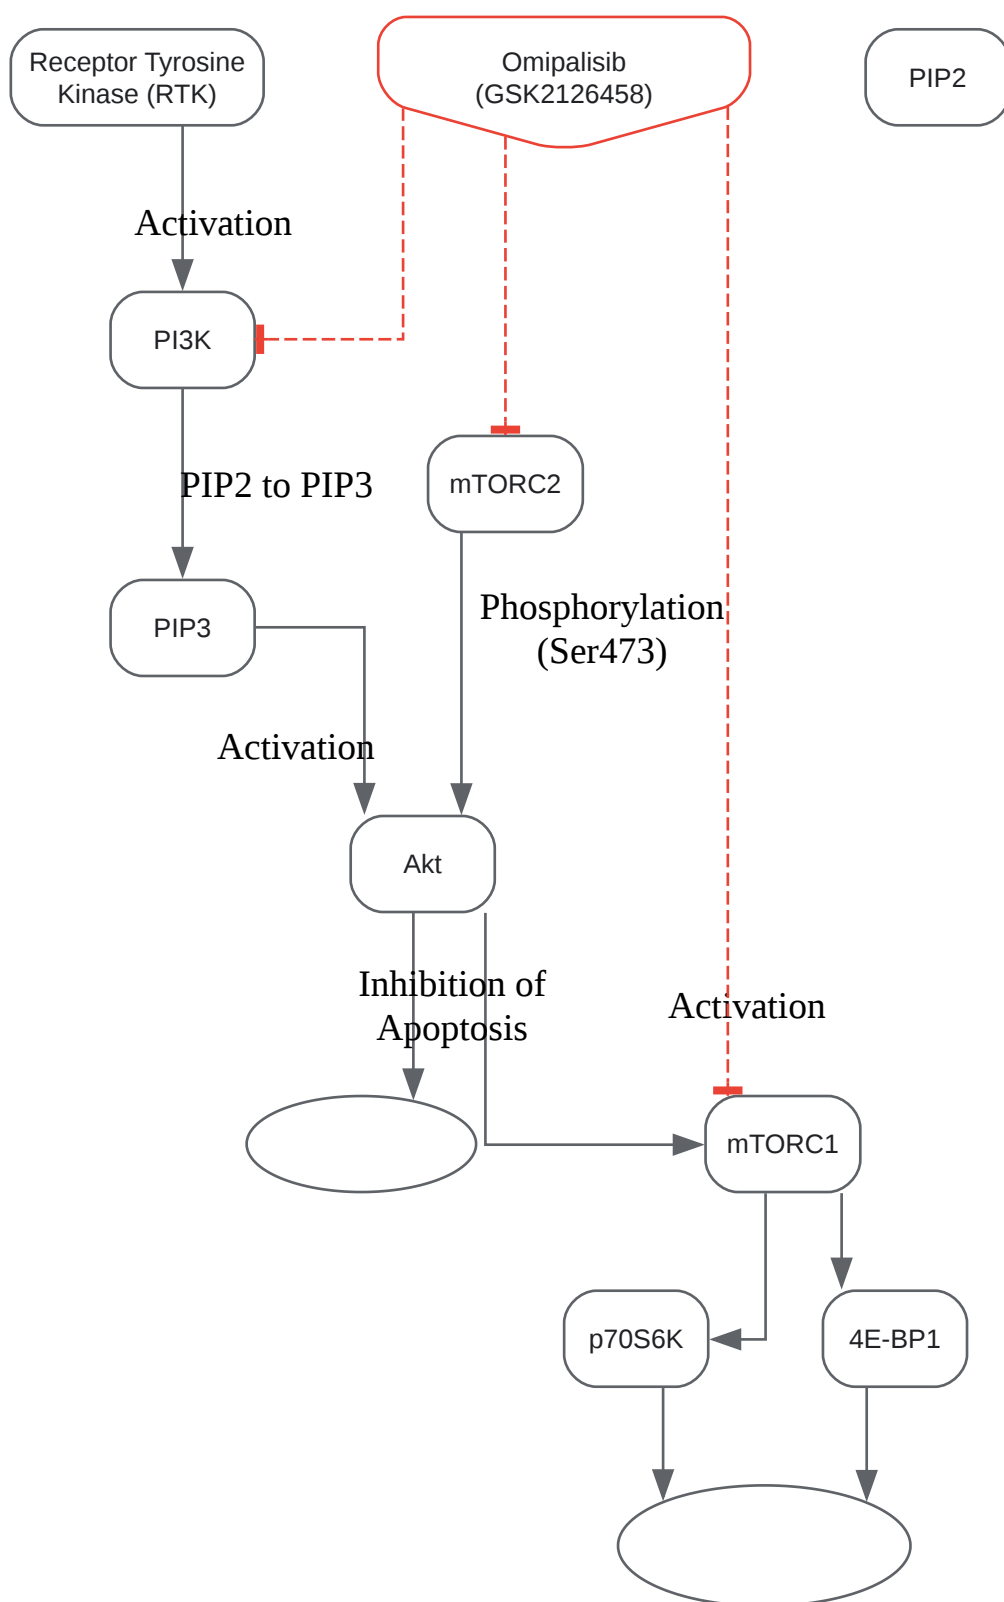 Receptor Tyrosine
Kinase (RTK)
Omipalisib
(GSK2126458)
PIP2
Activation
PI3K
PIP2 to PIP3
mTORC2
PIP3
Phosphorylation
(Ser473)
Activation
Akt
Inhibition of
Apoptosis
Activation
mTORC1
p70S6K
4E-BP1